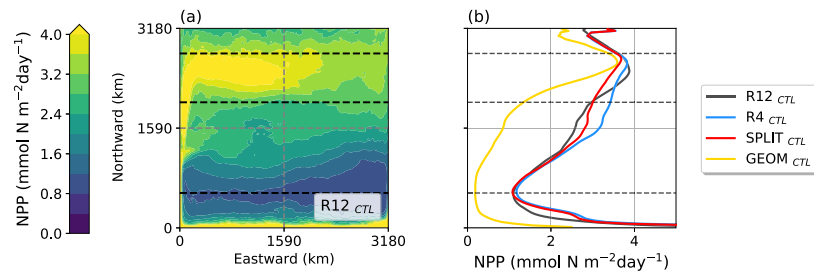 (a)
(b)
4.0
3.2
2.4
1.6
0.8
0.0
NPP (mmol N m⁻²day⁻¹)
3180
1590
0
Northward (km)
R12 CTL
0
1590
3180
Eastward (km)
2
4
NPP (mmol N m⁻²day⁻¹)
R12 CTL
R4 CTL
SPLIT CTL
GEOM CTL